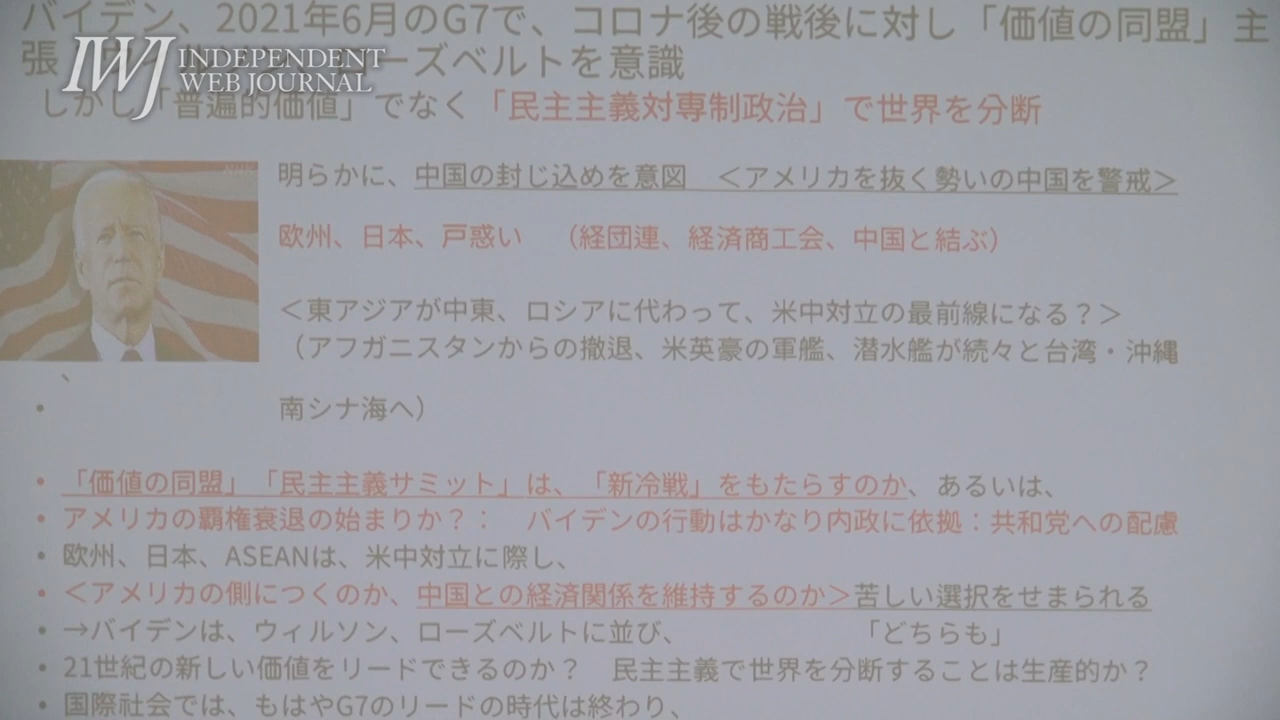 バイデン、2021年6月のG7で、コロナ後の戦後に対し「価値の同盟」主
張 ローズベルトを意識
IWJ INDEPENDENT
WEB JOURNAL
しかし「普遍的価値」でなく「民主主義対専制政治」で世界を分断
明らかに、中国の封じ込めを意図 <アメリカを抜く勢いの中国を警戒>
欧州、日本、戸惑い （経団連、経済商工会、中国と結ぶ）
<東アジアが中東、ロシアに代わって、米中対立の最前線になる？>
（アフガニスタンからの撤退、米英豪の軍艦、潜水艦が続々と台湾・沖縄
、
• 南シナ海へ）
• 「価値の同盟」「民主主義サミット」は、「新冷戦」をもたらすのか、あるいは、
• アメリカの覇権衰退の始まりか？： バイデンの行動はかなり内政に依拠：共和党への配慮
• 欧州、日本、ASEANは、米中対立に際し、
• <アメリカの側につくのか、中国との経済関係を維持するのか>苦しい選択をせまられる
• →バイデンは、ウィルソン、ローズベルトに並び、 「どちらも」
• 21世紀の新しい価値をリードできるのか？ 民主主義で世界を分断することは生産的か？
• 国際社会では、もはやG7のリードの時代は終わり、